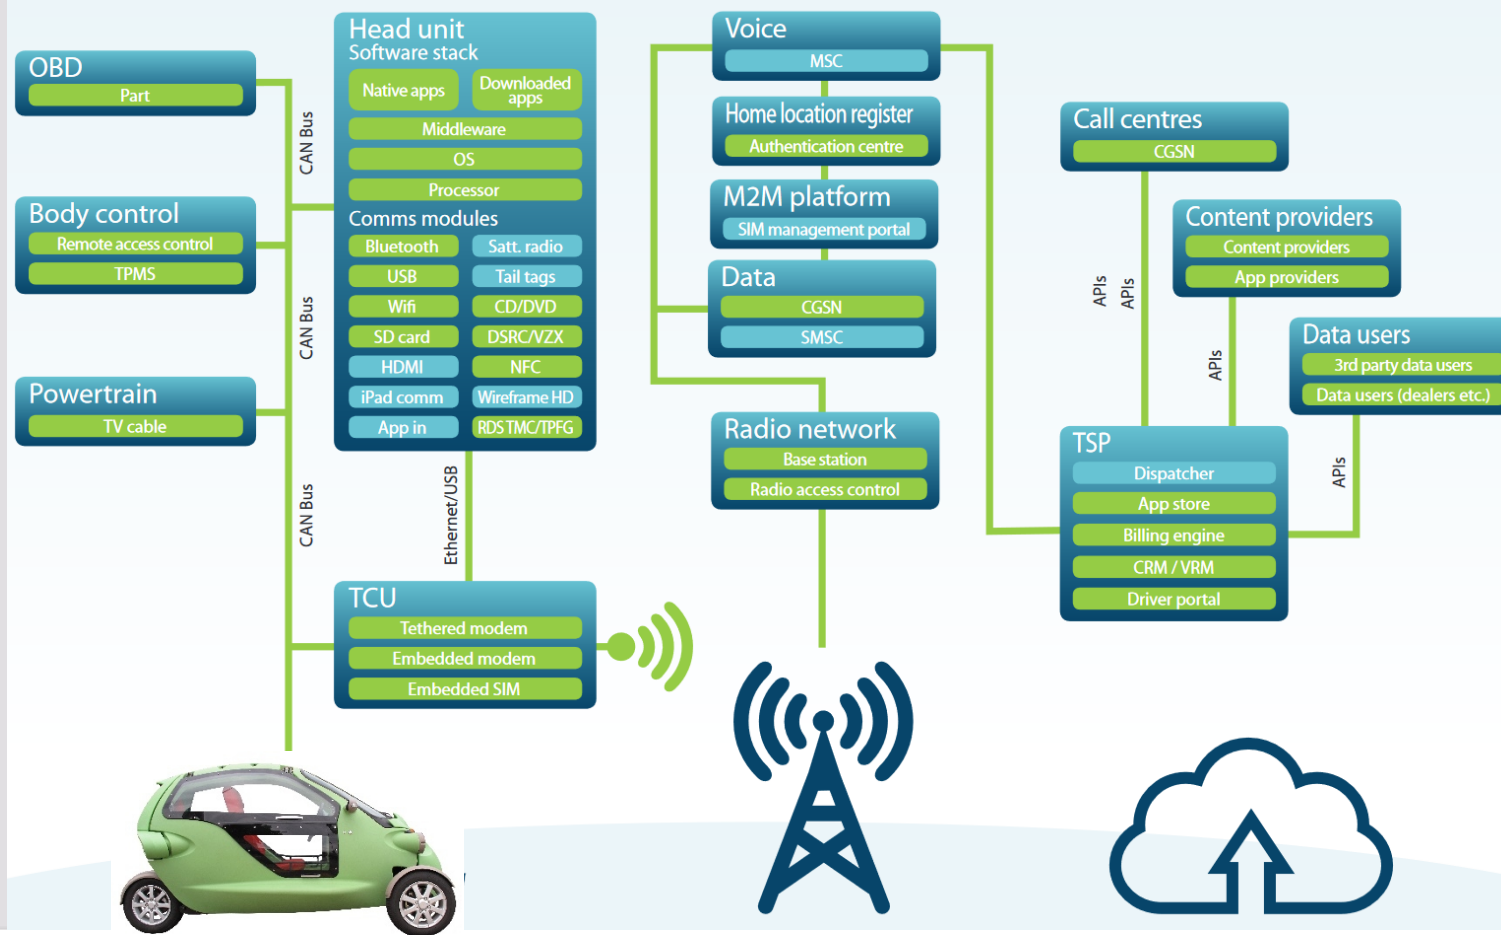 OBD
Part
Body control
Remote access control
TPMS
Powertrain
TV cable
CAN Bus
CAN Bus
CAN Bus
Head unit
Software stack
Native apps
Downloaded
apps
Middleware
OS
Processor
Comms modules
Bluetooth
Satt. radio
USB
Tail tags
Wifi
CD/DVD
SD card
DSRC/VZX
HDMI
NFC
iPad comm
Wireframe HD
App in
RDS TMC/TPFG
Ethernet/USB
TCU
Tethered modem
Embedded modem
Embedded SIM
Voice
MSC
Home location register
Authentication centre
M2M platform
SIM management portal
Data
CGSN
SMSC
Radio network
Base station
Radio access control
Call centres
CGSN
Content providers
Content providers
App providers
Data users
3rd party data users
Data users (dealers etc.)
APIs
APIs
APIs
APIs
TSP
Dispatcher
App store
Billing engine
CRM / VRM
Driver portal